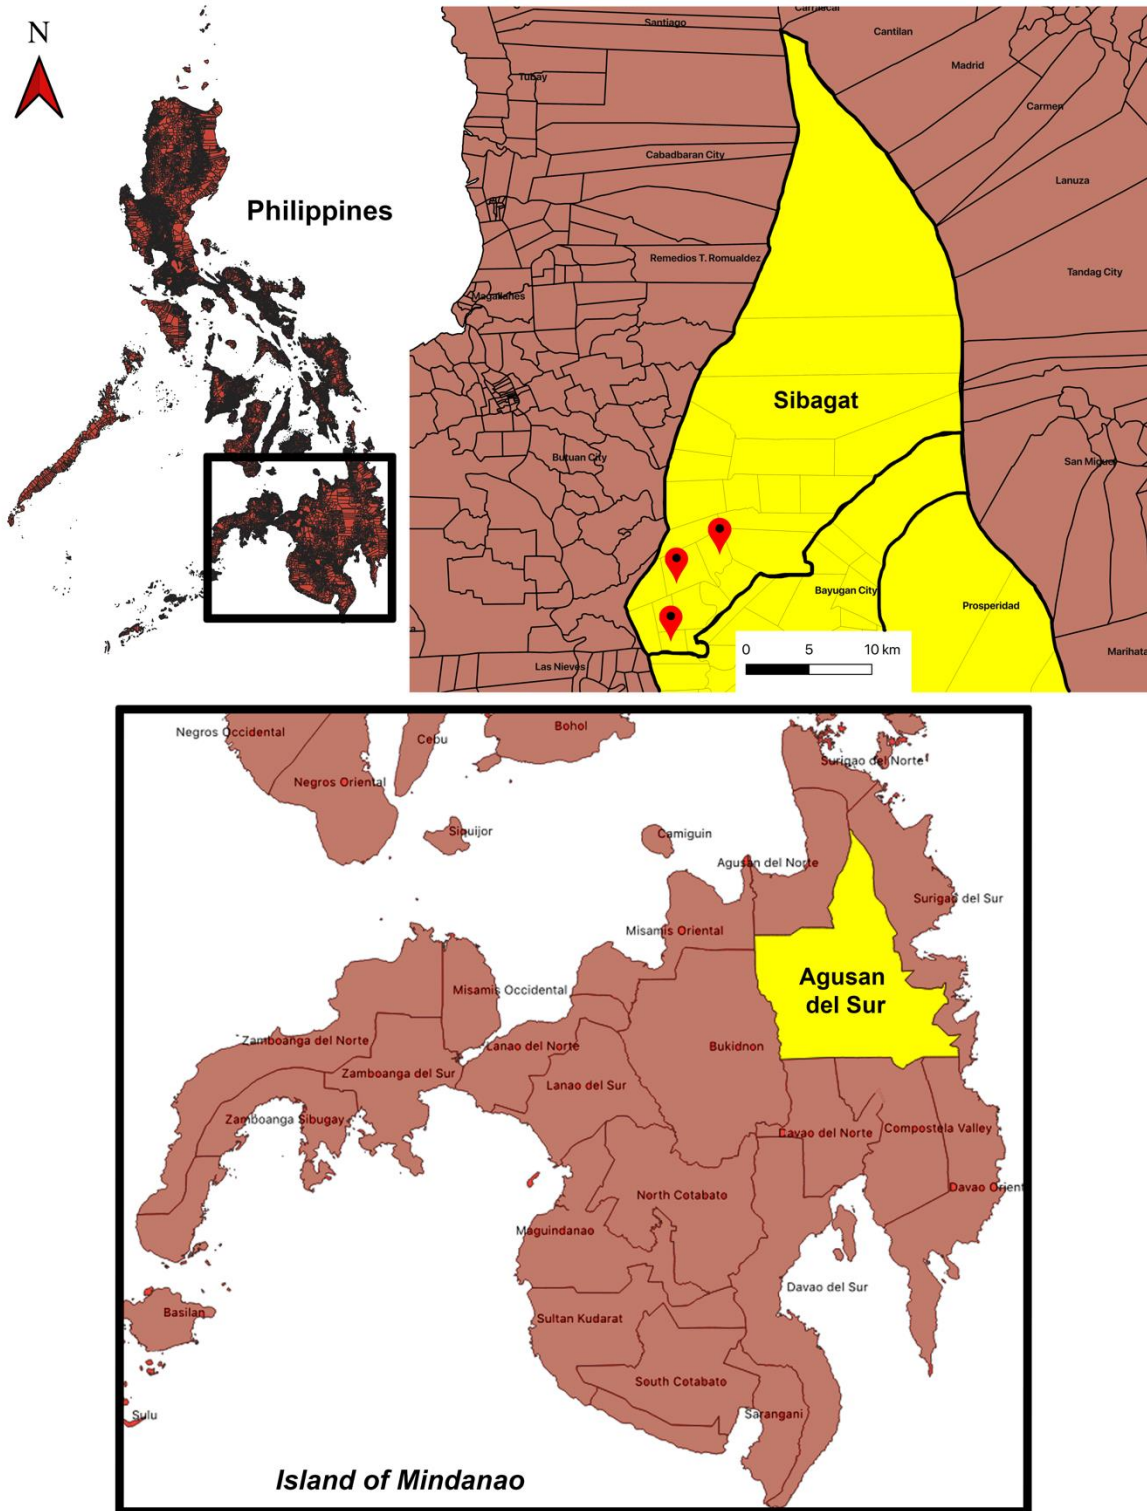 N
Philippines
Santiago
Carrascal
Cantilan
Tubay
Madrid
Carmen
Cabadbaran City
Lanuza
Remedios T. Romualdez
Tandag City
Magallanes
Sibagat
Butuan City
San Miguel
Bayugan City
Prosperidad
0 5 10 km
Las Nieves
Marihata
Negros Occidental
Cebu
Bohol
Surigao del Norte
Negros Oriental
Siquijor
Camiguin
Agusan del Norte
Surigao del Sur
Misamis Oriental
Agusan
del Sur
Misamis Occidental
Zamboanga del Norte
Lanao del Norte
Bukidnon
Zamboanga del Sur
Lanao del Sur
Zamboanga Sibugay
Davao del Norte
Compostela Valley
North Cotabato
Davao Orient
Maguindanao
Davao del Sur
Basilan
Sultan Kudarat
South Cotabato
Sulu
Sarangani
Island of Mindanao